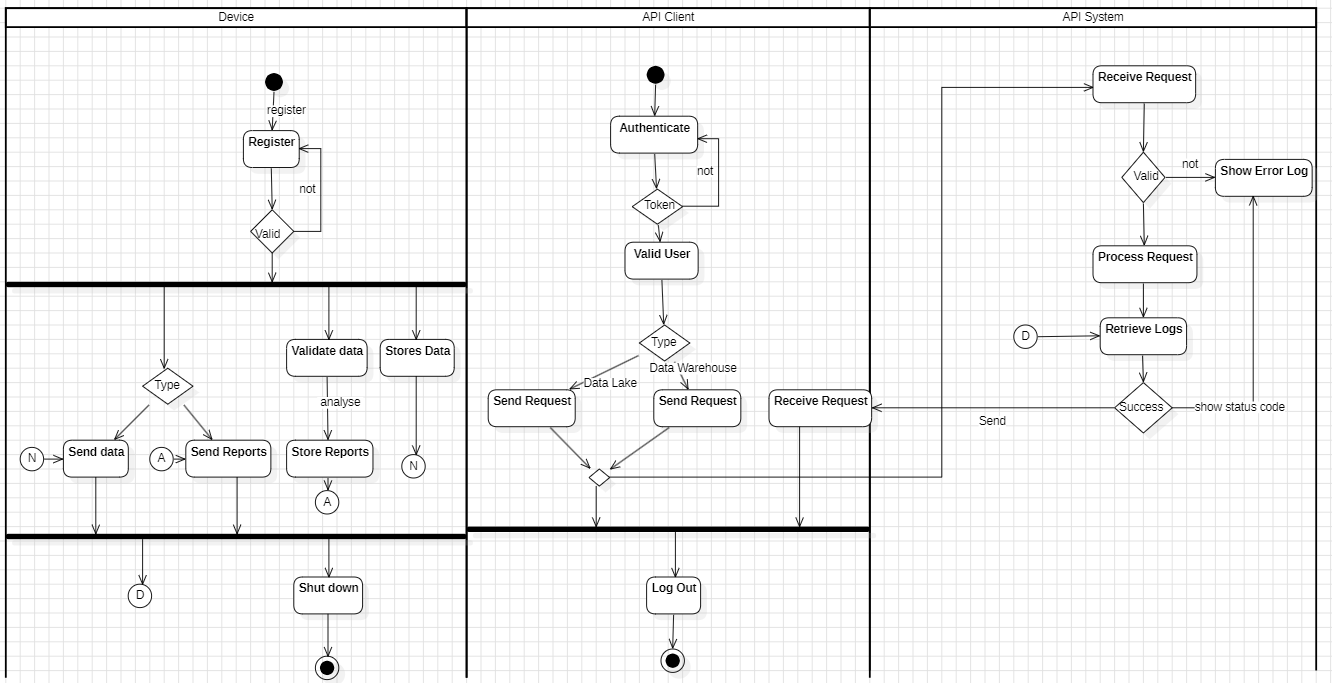 Device
API Client
API System
register
Register
not
Valid
Type
Validate data
Stores Data
analyse
N
Send data
A
Send Reports
Store Reports
N
A
D
Shut down
Authenticate
not
Token
Valid User
Type
Data Lake
Data Warehouse
Send Request
Send Request
Receive Request
Log Out
Receive Request
Valid
not
Show Error Log
Process Request
D
Retrieve Logs
Success
show status code
Send